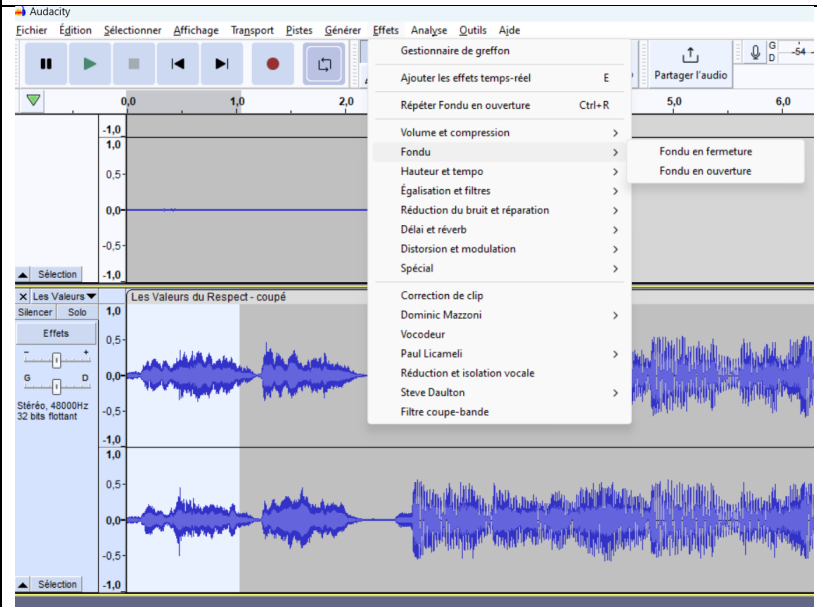 Audacity
Fichier Édition Sélectionner Affichage Transport Pistes Générer Effets Analyse Outils Aide
Partager l'audio
G
D
-54
0,0 1,0 2,0 5,0 6,0
-1,0
1,0
0,5
0,0
-0,5
-1,0
Sélection
Gestionnaire de greffon
Ajouter les effets temps-réel E
Répéter Fondu en ouverture Ctrl+R
Volume et compression
Fondu
Hauteur et tempo
Égalisation et filtres
Réduction du bruit et réparation
Délai et réverb
Distorsion et modulation
Spécial
Correction de clip
Dominic Mazzoni
Vocodeur
Paul Licameli
Réduction et isolation vocale
Steve Daulton
Filtre coupe-bande
Fondu en fermeture
Fondu en ouverture
Les Valeurs
Les Valeurs du Respect - coupé
Silencer Solo
Effets
- +
G D
Stéréo, 48000Hz
32 bits flottant
1,0
0,5
0,0
-0,5
-1,0
1,0
0,5
0,0
-0,5
-1,0
Sélection